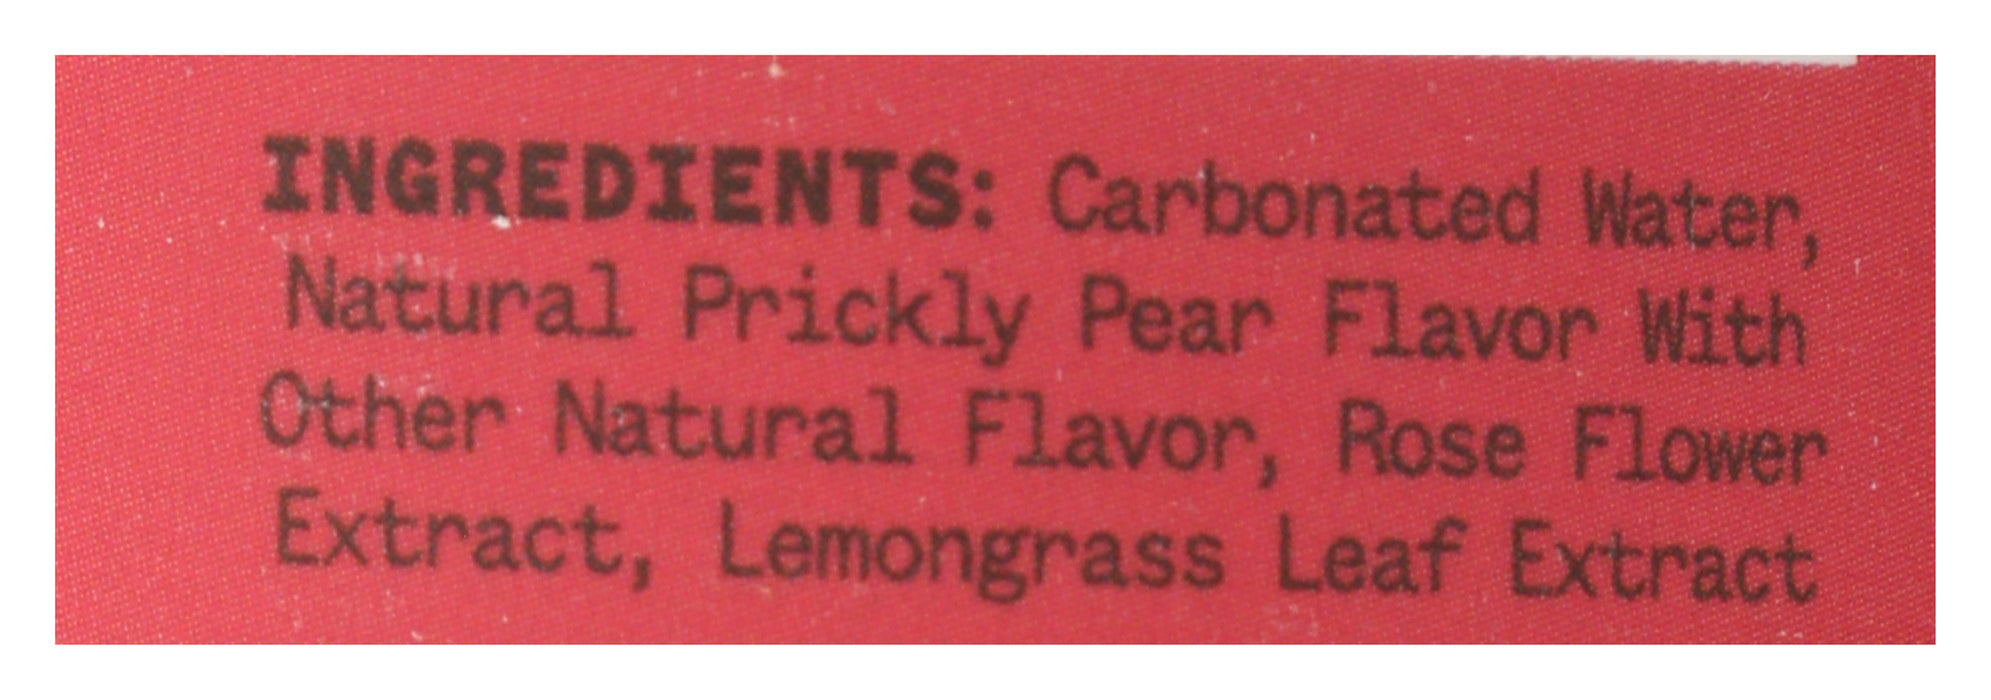 INGREDIENTS: Carbonated Water,
Natural Prickly Pear Flavor With
Other Natural Flavor, Rose Flower
Extract, Lemongrass Leaf Extract